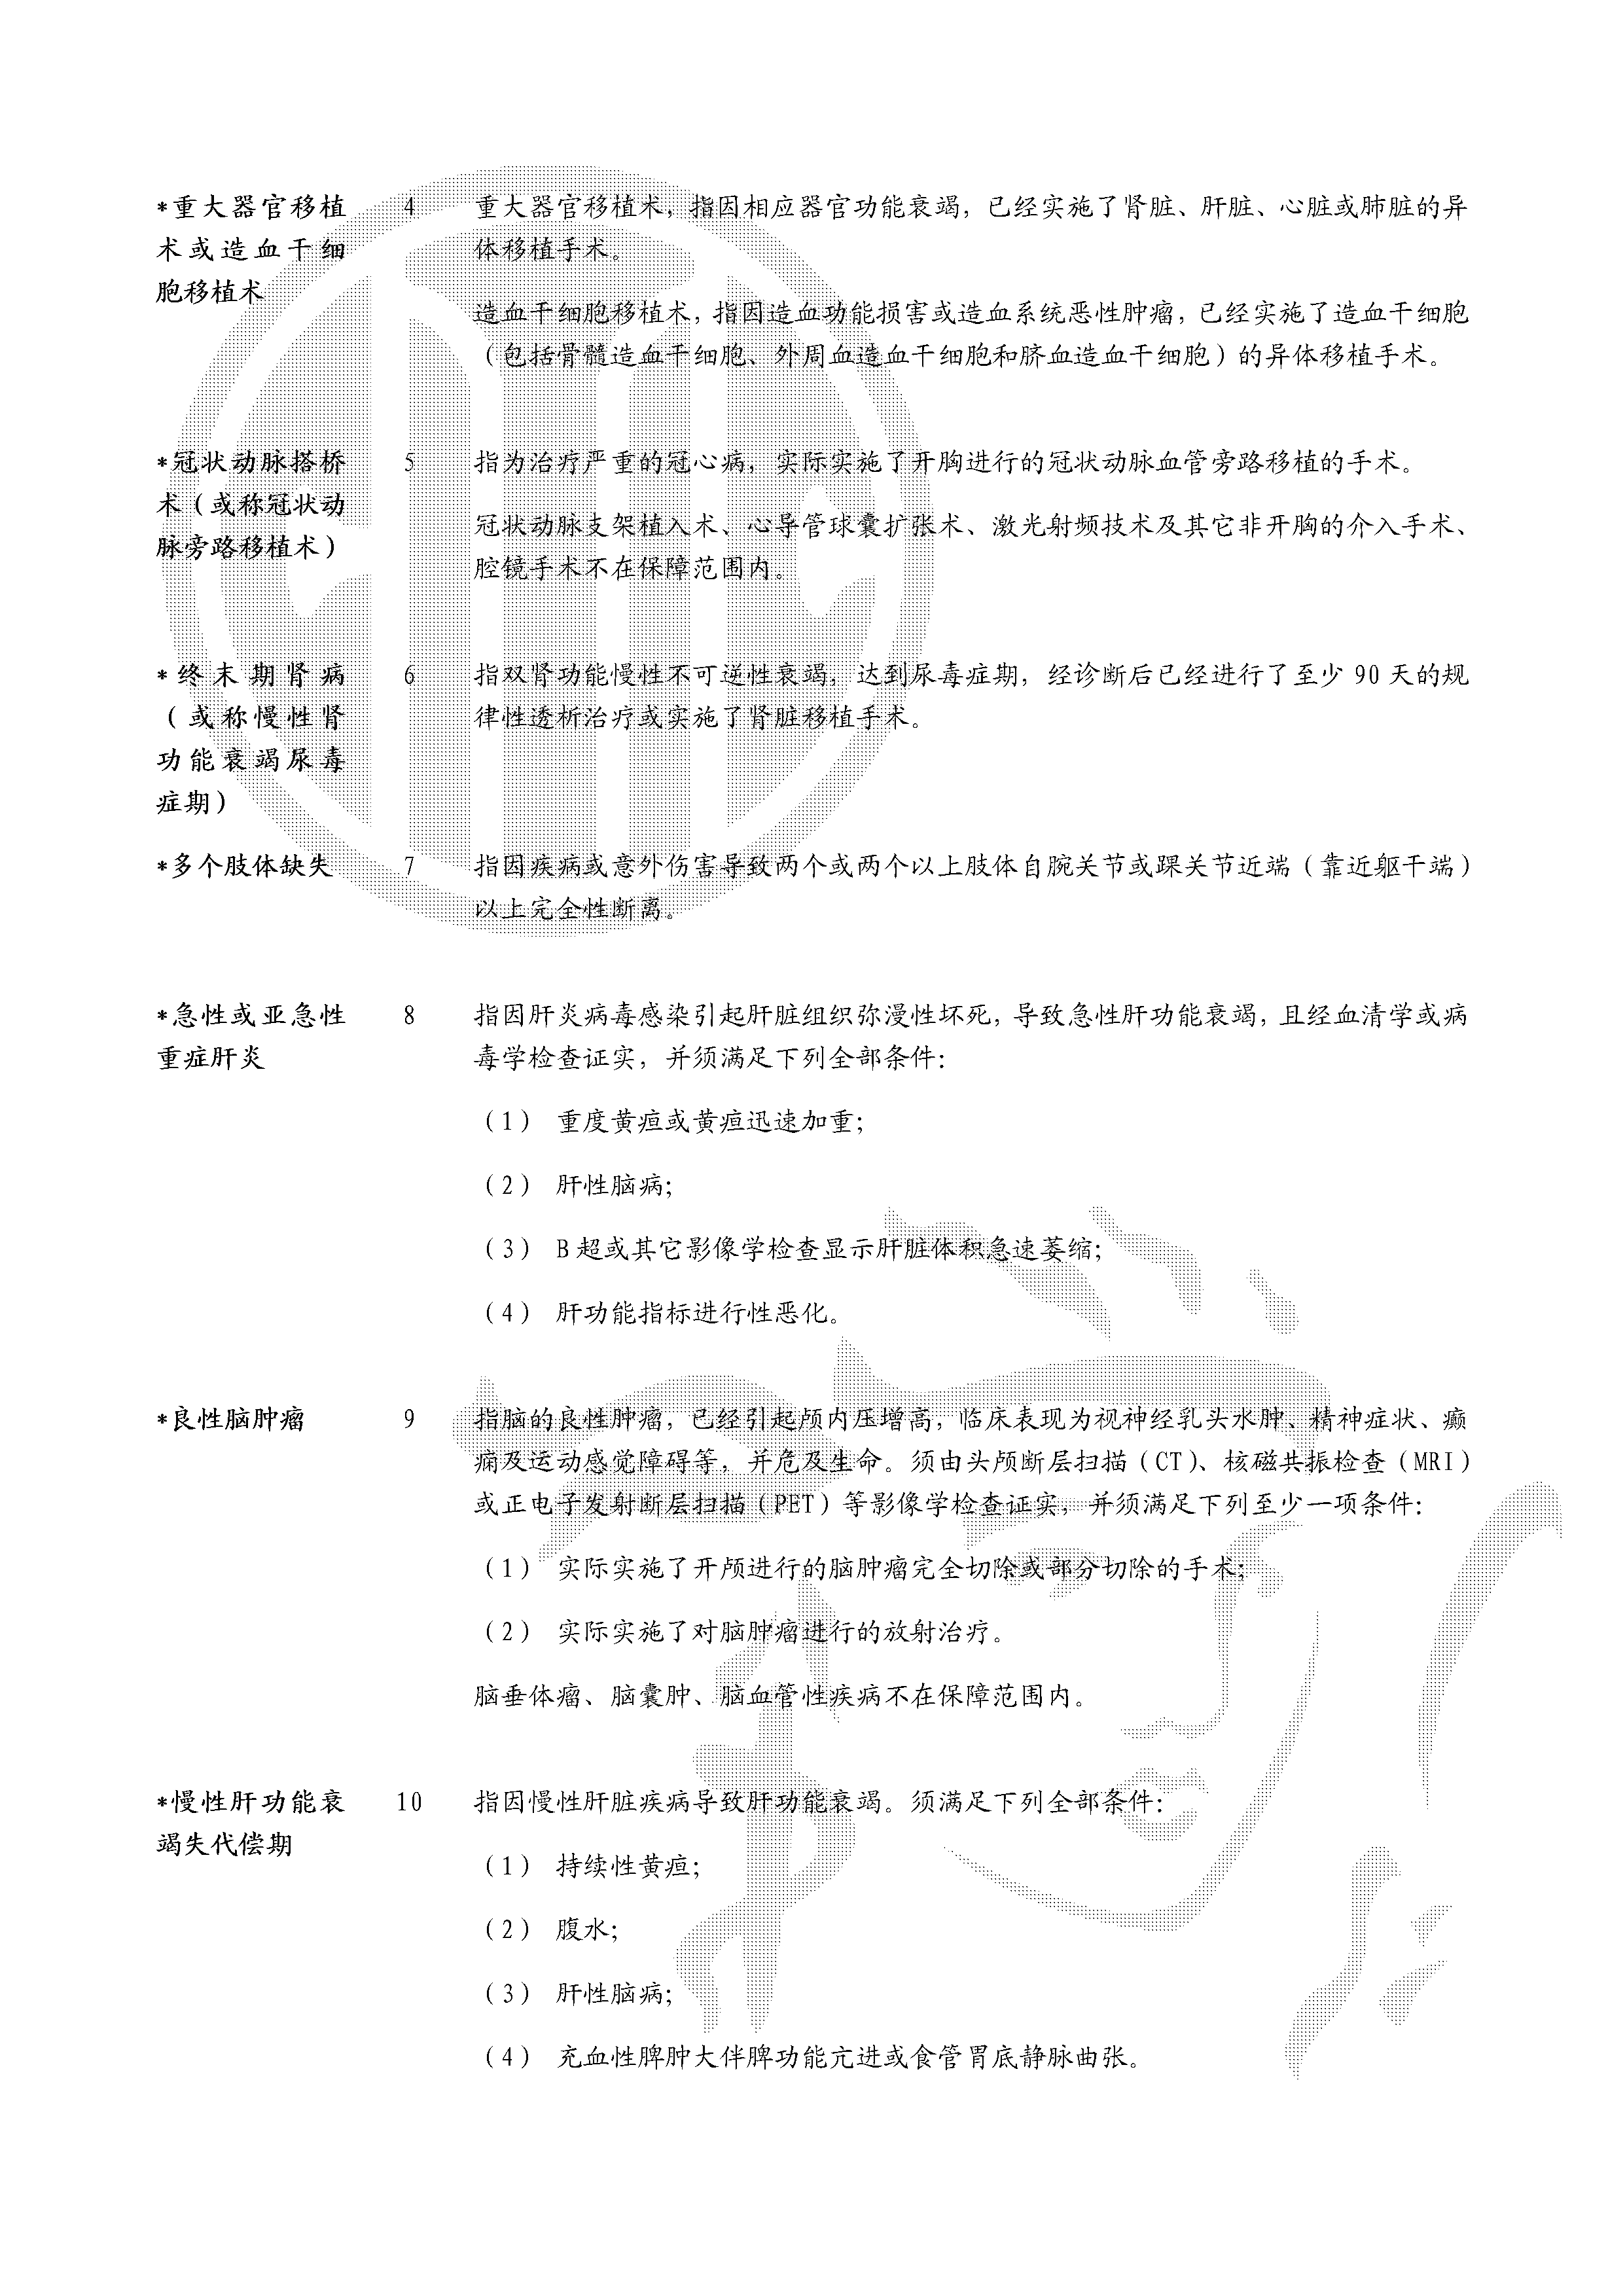 *重大器官移植 4 重大器官移植术，指因相应器官功能衰竭，已经实施了肾脏、肝脏、心脏或肺脏的异
术或造血干细 体移植手术。
胞移植术
造血干细胞移植术，指因造血功能损害或造血系统恶性肿瘤，已经实施了造血干细胞
（包括骨髓造血干细胞、外周血造血干细胞和脐血造血干细胞）的异体移植手术。
*冠状动脉搭桥 5 指为治疗严重的冠心病，实际实施了开胸进行的冠状动脉血管旁路移植的手术。
术（或称冠状动
脉旁路移植术）
冠状动脉支架植入术、心导管球囊扩张术、激光射频技术及其它非开胸的介入手术、
腔镜手术不在保障范围内。
*终末期肾病 6 指双肾功能慢性不可逆性衰竭，达到尿毒症期，经诊断后已经进行了至少 90 天的规
（或称慢性肾 律性透析治疗或实施了肾脏移植手术。
功能衰竭尿毒
症期）
*多个肢体缺失 7 指因疾病或意外伤害导致两个或两个以上肢体自腕关节或踝关节近端（靠近躯干端）
以上完全性断离。
*急性或亚急性 8 指因肝炎病毒感染引起肝脏组织弥漫性坏死，导致急性肝功能衰竭，且经血清学或病
重症肝炎 毒学检查证实，并须满足下列全部条件：
（1） 重度黄疸或黄疸迅速加重；
（2） 肝性脑病；
（3） B超或其它影像学检查显示肝脏体积急速萎缩；
（4） 肝功能指标进行性恶化。
*良性脑肿瘤 9 指脑的良性肿瘤，已经引起颅内压增高，临床表现为视神经乳头水肿、精神症状、癫
痫及运动感觉障碍等，并危及生命。须由头颅断层扫描（CT）、核磁共振检查（MRI）
或正电子发射断层扫描（PET）等影像学检查证实，并须满足下列至少一项条件：
（1） 实际实施了开颅进行的脑肿瘤完全切除或部分切除的手术；
（2） 实际实施了对脑肿瘤进行的放射治疗。
脑垂体瘤、脑囊肿、脑血管性疾病不在保障范围内。
*慢性肝功能衰 10 指因慢性肝脏疾病导致肝功能衰竭。须满足下列全部条件：
竭失代偿期
（1） 持续性黄疸；
（2） 腹水；
（3） 肝性脑病；
（4） 充血性脾肿大伴脾功能亢进或食管胃底静脉曲张。